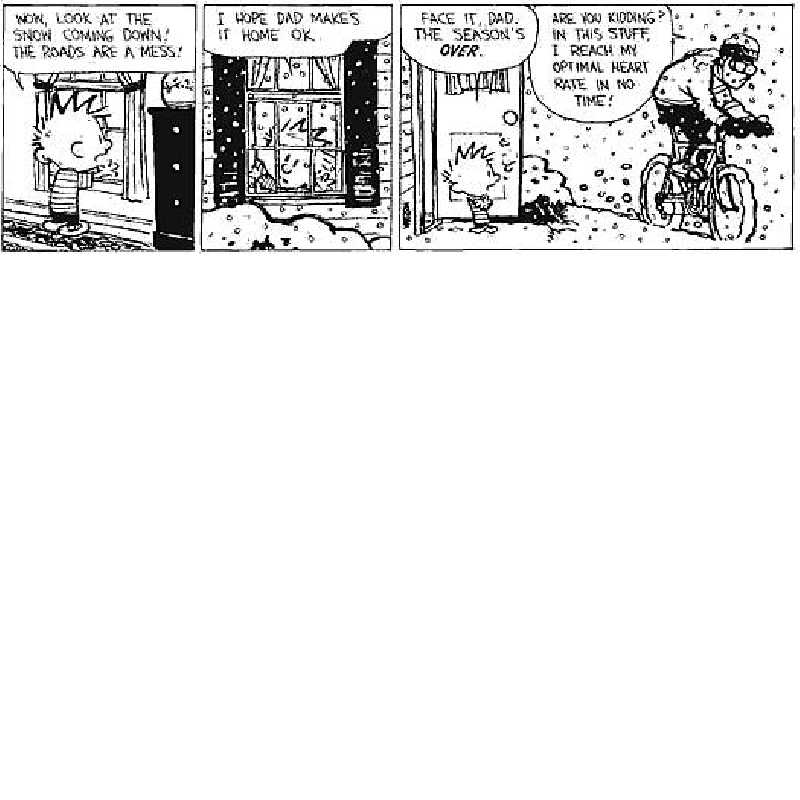 WOW, LOOK AT THE
SNOW COMING DOWN!
THE ROADS ARE A MESS!
I HOPE DAD MAKES
IT HOME OK.
FACE IT, DAD.
THE SEASON'S
OVER.
ARE YOU KIDDING?
IN THIS STUFF,
I REACH MY
OPTIMAL HEART
RATE IN NO
TIME!